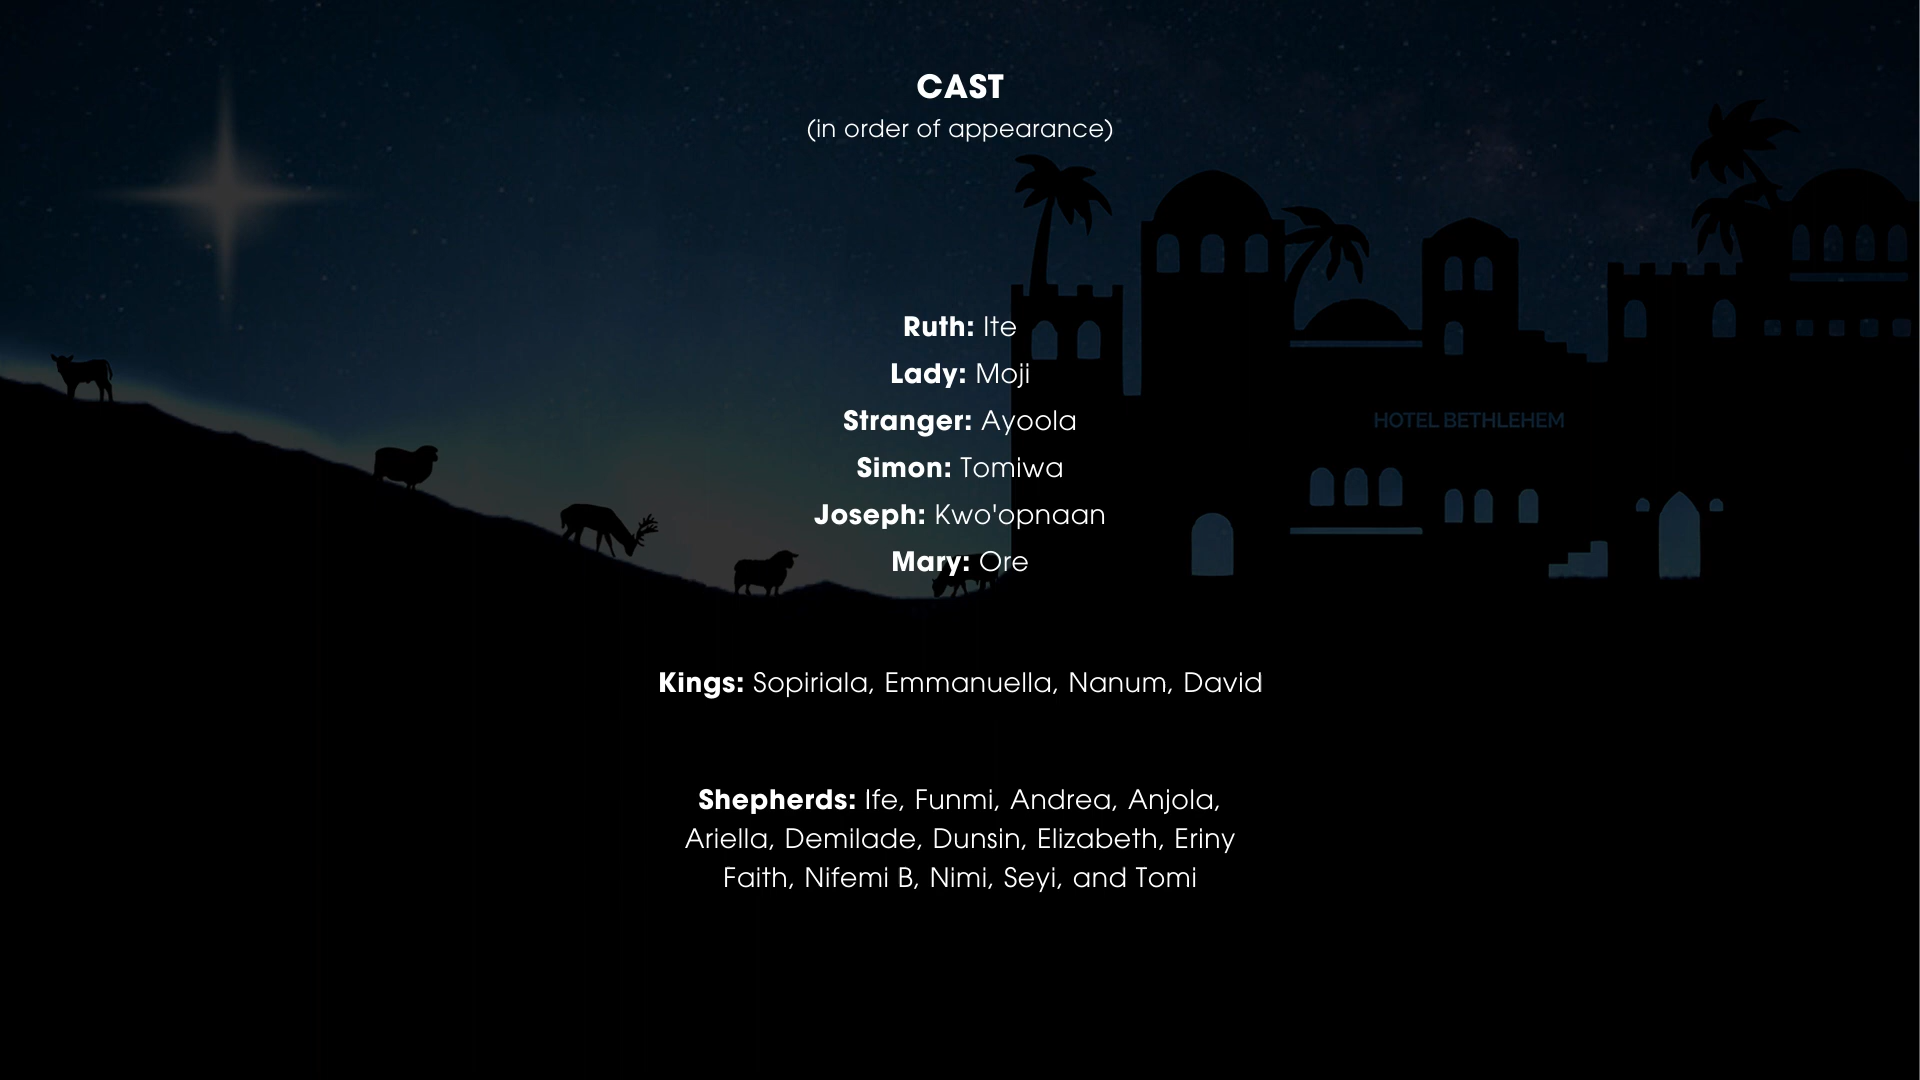 CAST
(in order of appearance)
Ruth: Ite
Lady: Moji
Stranger: Ayoola
HOTEL BETHLEHEM
Simon: Tomiwa
Joseph: Kwo'opnaan
Mary: Ore
Kings: Sopiriala, Emmanuella, Nanum, David
Shepherds: Ife, Funmi, Andrea, Anjola,
Ariella, Demilade, Dunsin, Elizabeth, Eriny
Faith, Nifemi B, Nimi, Seyi, and Tomi